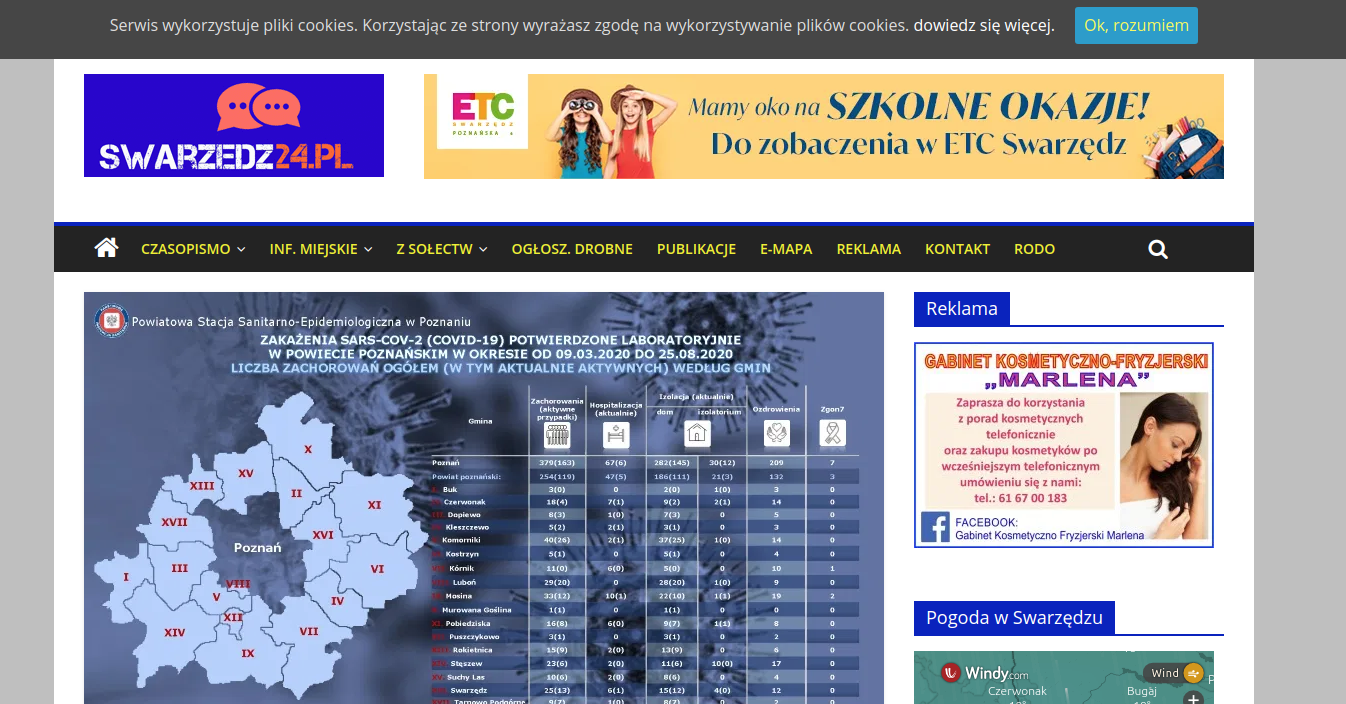 Serwis wykorzystuje pliki cookies. Korzystając ze strony wyrażasz zgodę na wykorzystywanie plików cookies. dowiedz się więcej. Ok, rozumiem
SWARZEDZ24.PL
ETC
SWARZĘDZ
POZNAŃSKA 6
Mamy oko na SZKOLNE OKAZJE!
Do zobaczenia w ETC Swarzędz
CZASOPISMO INF. MIEJSKIE Z SOŁECTW OGŁOSZ. DROBNE PUBLIKACJE E-MAPA REKLAMA KONTAKT RODO
Powiatowa Stacja Sanitarno-Epidemiologiczna w Poznaniu
ZAKAŻENIA SARS-COV-2 (COVID-19) POTWIERDZONE LABORATORYJNIE
W POWIECIE POZNAŃSKIM W OKRESIE OD 09.03.2020 DO 25.08.2020
LICZBA ZACHOROWAŃ OGÓŁEM (W TYM AKTUALNIE AKTYWNYCH) WEDŁUG GMIN
Gmina
Zachorowania
(aktywne
przypadki)
Hospitalizacja
(aktualnie)
Izolacja (aktualnie)
dom izolatorium
Ozdrowienia
Zgon7
Poznań 379(163) 67(6) 282(145) 30(12) 209 7
Powiat poznański: 254(119) 47(5) 186(111) 21(3) 132 3
Buk 3(0) 0 2(0) 1(0) 3 0
Czerwonak 18(4) 7(1) 9(2) 2(1) 14 0
Dopiewo 8(3) 1(0) 7(3) 0 5 0
Kleszczewo 5(2) 2(1) 3(1) 0 3 0
Komorniki 40(26) 2(1) 37(25) 1(0) 14 0
Kostrzyn 5(1) 0 5(1) 0 4 0
Kórnik 11(0) 6(0) 5(0) 0 10 1
Luboń 29(20) 0 28(20) 1(0) 9 0
Mosina 33(12) 10(1) 22(10) 1(1) 19 2
Murowana Goślina 1(1) 0 1(1) 0 0 0
Pobiedziska 16(8) 6(0) 9(7) 1(1) 8 0
Puszczykowo 3(1) 0 3(1) 0 2 0
Rokietnica 15(9) 2(0) 13(9) 0 6 0
Stęszew 23(6) 2(0) 11(6) 10(0) 17 0
Suchy Las 10(6) 2(0) 8(6) 0 4 0
Swarzędz 25(13) 6(1) 15(12) 4(0) 12 0
Tarnowo Podgórne 9(7) 1(0) 8(7) 0 2 0
X
XV
XIII
II
XI
XVII
XVI
Poznań
I
III
VI
VIII
V
IV
XII
XIV
VII
IX
Reklama
GABINET KOSMETYCZNO-FRYZJERSKI
„MARLENA”
Zaprasza do korzystania
z porad kosmetycznych
telefonicznie
oraz zakupu kosmetyków po
wcześniejszym telefonicznym
umówieniu się z nami:
tel.: 61 67 00 183
FACEBOOK:
Gabinet Kosmetyczno Fryzjerski Marlena
Pogoda w Swarzędzu
Windy.com
Wind
Czerwonak
Bugaj